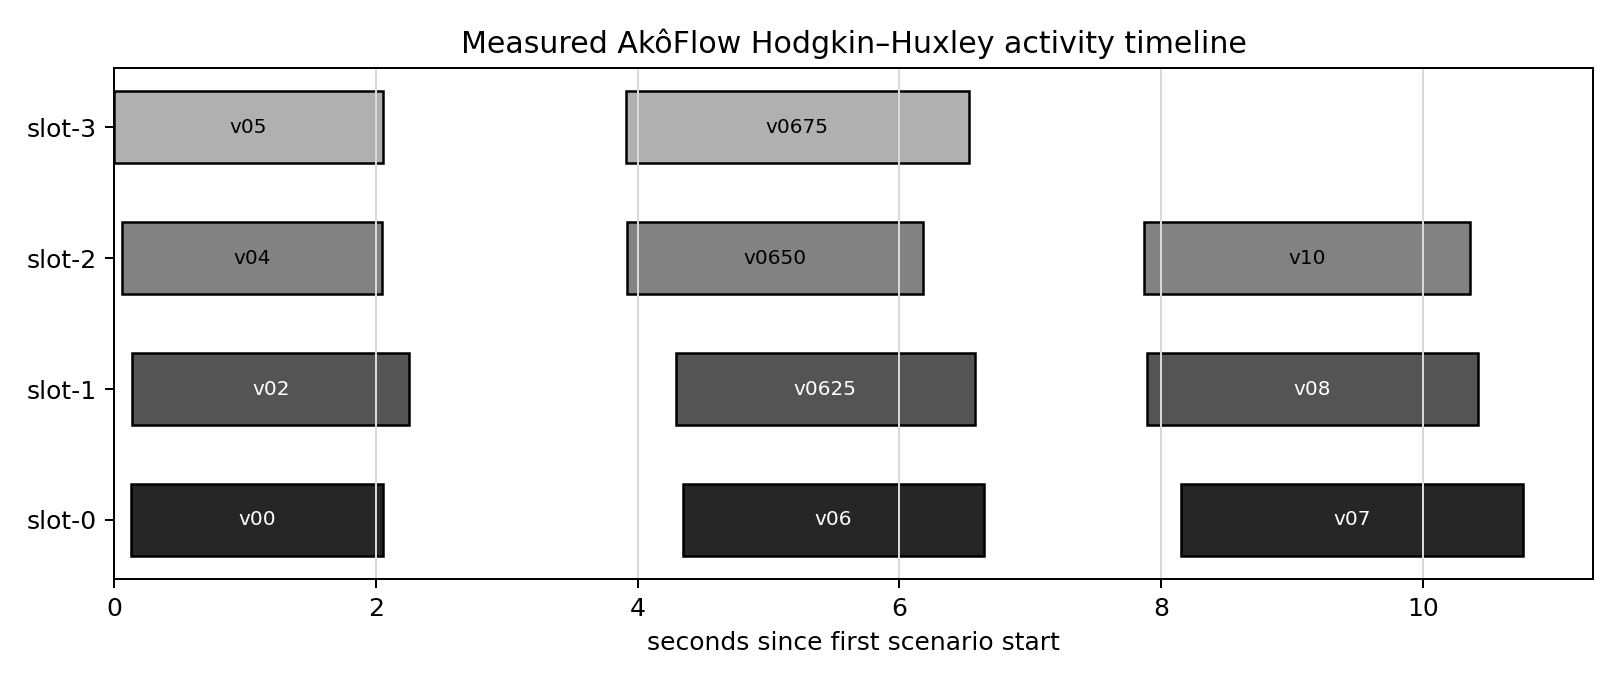 Measured AkôFlow Hodgkin–Huxley activity timeline
slot-3
v05
v0675
slot-2
v04
v0650
v10
slot-1
v02
v0625
v08
slot-0
v00
v06
v07
0 2 4 6 8 10
seconds since first scenario start